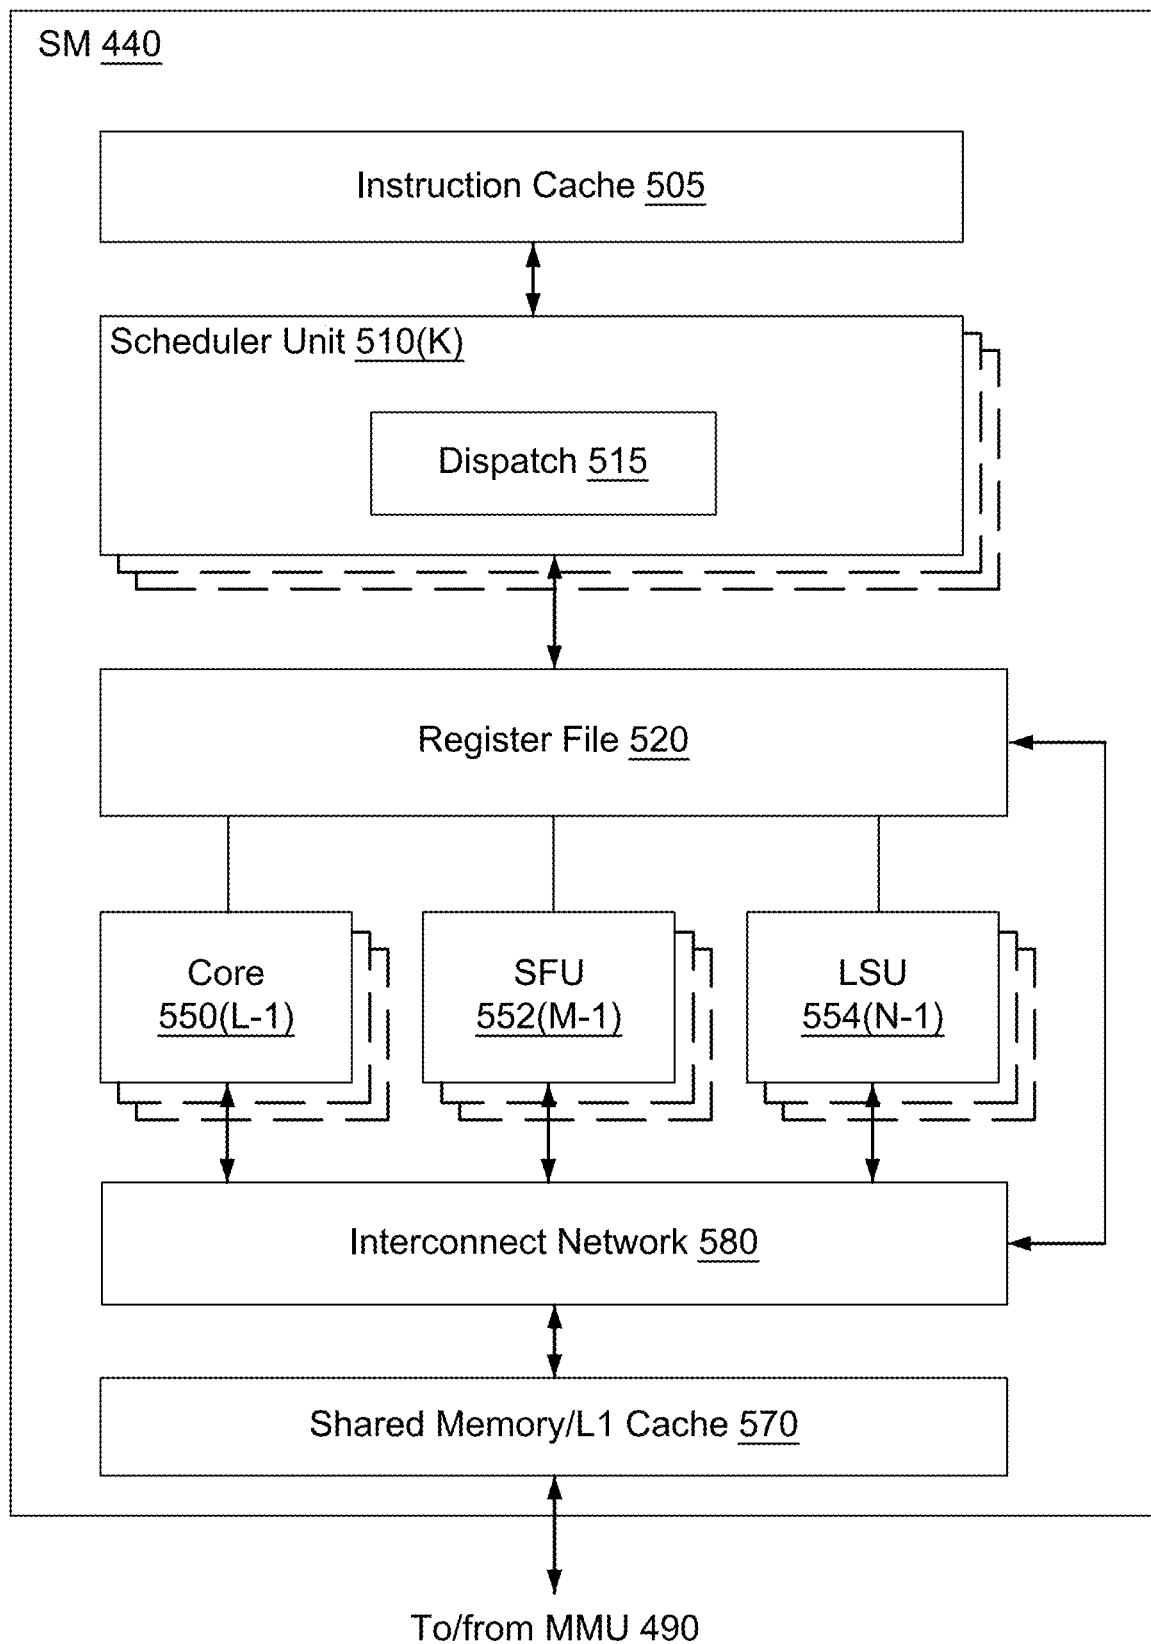 SM 440
Instruction Cache 505
Scheduler Unit 510(K)
Dispatch 515
Register File 520
Core
550(L-1)
SFU
552(M-1)
LSU
554(N-1)
Interconnect Network 580
Shared Memory/L1 Cache 570
To/from MMU 490